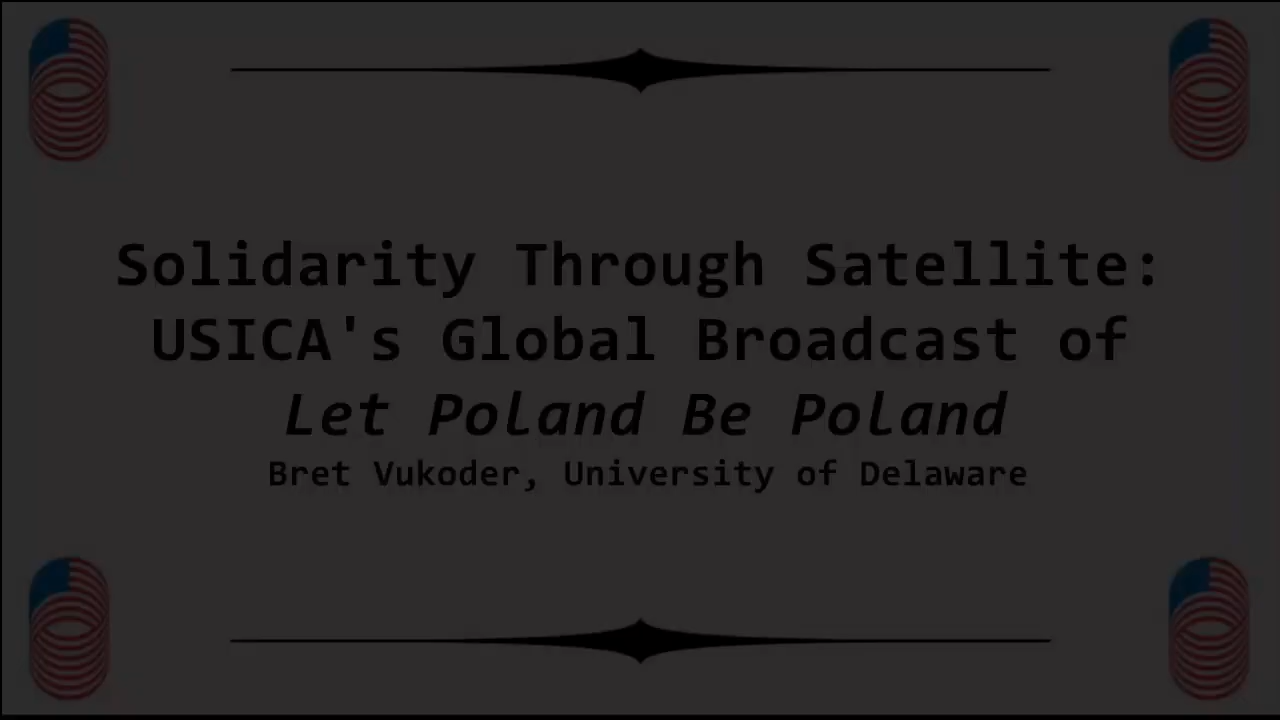 Solidarity Through Satellite:
USICA's Global Broadcast of
Let Poland Be Poland
Bret Vukoder, University of Delaware